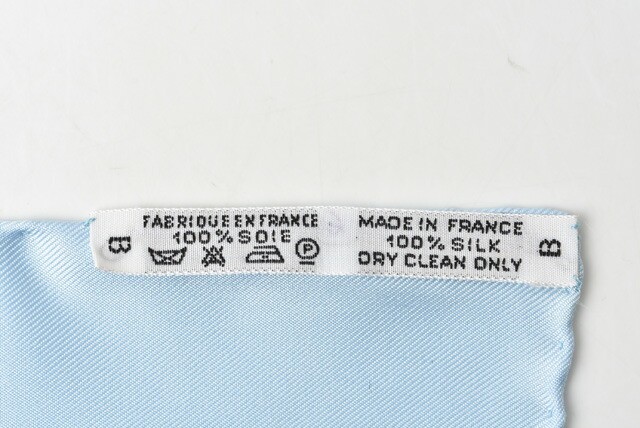 B
FABRIQUE EN FRANCE
100% SOIE
P
MADE IN FRANCE
100% SILK
DRY CLEAN ONLY
B